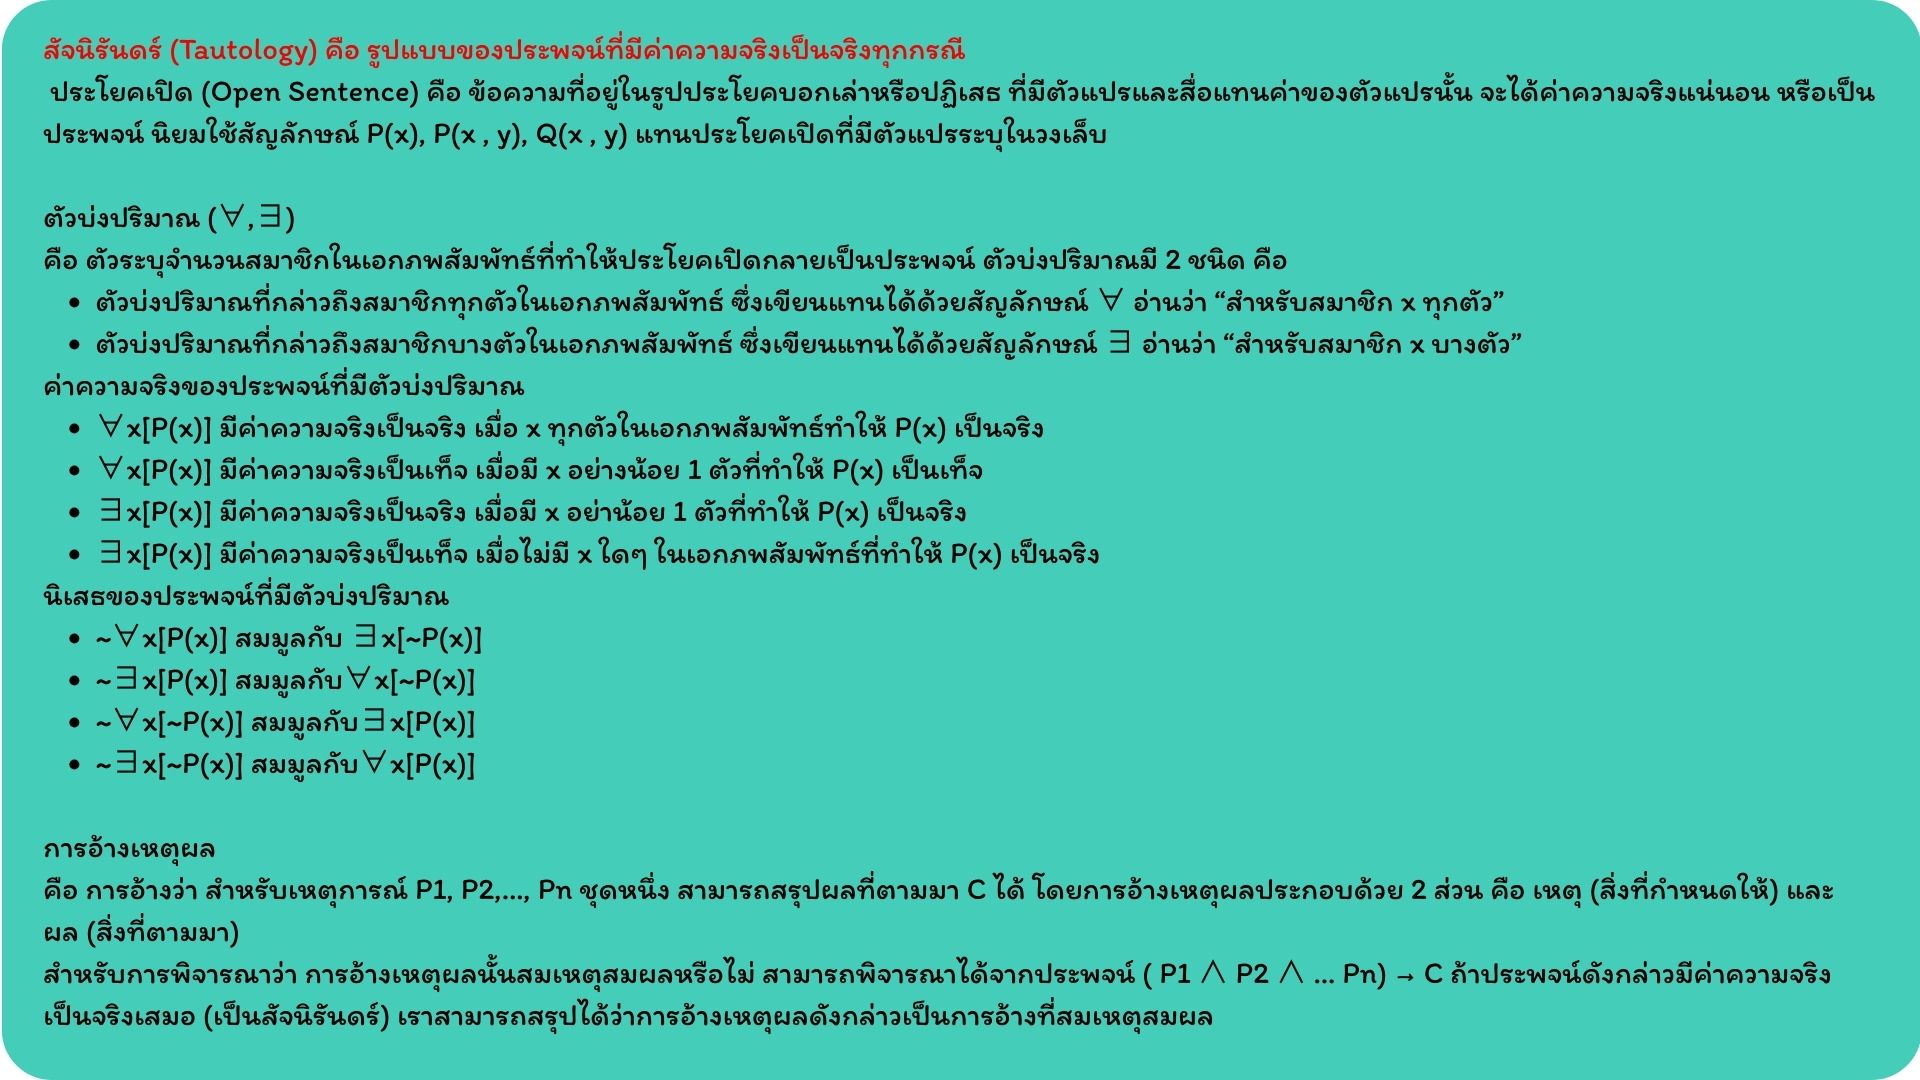 สัจนิรันดร์ (Tautology) คือ รูปแบบของประพจน์ที่มีค่าความจริงเป็นจริงทุกกรณี
ประโยคเปิด (Open Sentence) คือ ข้อความที่อยู่ในรูปประโยคบอกเล่าหรือปฏิเสธ ที่มีตัวแปรและสื่อแทนค่าของตัวแปรนั้น จะได้ค่าความจริงแน่นอน หรือเป็น
ประพจน์ นิยมใช้สัญลักษณ์ P(x), P(x , y), Q(x , y) แทนประโยคเปิดที่มีตัวแปรระบุในวงเล็บ
ตัวบ่งปริมาณ (∀,∃)
คือ ตัวระบุจำนวนสมาชิกในเอกภพสัมพัทธ์ที่ทำให้ประโยคเปิดกลายเป็นประพจน์ ตัวบ่งปริมาณมี 2 ชนิด คือ
• ตัวบ่งปริมาณที่กล่าวถึงสมาชิกทุกตัวในเอกภพสัมพัทธ์ ซึ่งเขียนแทนได้ด้วยสัญลักษณ์ ∀ อ่านว่า “สำหรับสมาชิก x ทุกตัว”
• ตัวบ่งปริมาณที่กล่าวถึงสมาชิกบางตัวในเอกภพสัมพัทธ์ ซึ่งเขียนแทนได้ด้วยสัญลักษณ์ ∃ อ่านว่า “สำหรับสมาชิก x บางตัว”
ค่าความจริงของประพจน์ที่มีตัวบ่งปริมาณ
• ∀x[P(x)] มีค่าความจริงเป็นจริง เมื่อ x ทุกตัวในเอกภพสัมพัทธ์ทำให้ P(x) เป็นจริง
• ∀x[P(x)] มีค่าความจริงเป็นเท็จ เมื่อมี x อย่างน้อย 1 ตัวที่ทำให้ P(x) เป็นเท็จ
• ∃x[P(x)] มีค่าความจริงเป็นจริง เมื่อมี x อย่าน้อย 1 ตัวที่ทำให้ P(x) เป็นจริง
• ∃x[P(x)] มีค่าความจริงเป็นเท็จ เมื่อไม่มี x ใดๆ ในเอกภพสัมพัทธ์ที่ทำให้ P(x) เป็นจริง
นิเสธของประพจน์ที่มีตัวบ่งปริมาณ
• ~∀x[P(x)] สมมูลกับ ∃x[~P(x)]
• ~∃x[P(x)] สมมูลกับ∀x[~P(x)]
• ~∀x[~P(x)] สมมูลกับ∃x[P(x)]
• ~∃x[~P(x)] สมมูลกับ∀x[P(x)]
การอ้างเหตุผล
คือ การอ้างว่า สำหรับเหตุการณ์ P1, P2,..., Pn ชุดหนึ่ง สามารถสรุปผลที่ตามมา C ได้ โดยการอ้างเหตุผลประกอบด้วย 2 ส่วน คือ เหตุ (สิ่งที่กำหนดให้) และ
ผล (สิ่งที่ตามมา)
สำหรับการพิจารณาว่า การอ้างเหตุผลนั้นสมเหตุสมผลหรือไม่ สามารถพิจารณาได้จากประพจน์ ( P1 ∧ P2 ∧ ... Pn) → C ถ้าประพจน์ดังกล่าวมีค่าความจริง
เป็นจริงเสมอ (เป็นสัจนิรันดร์) เราสามารถสรุปได้ว่าการอ้างเหตุผลดังกล่าวเป็นการอ้างที่สมเหตุสมผล